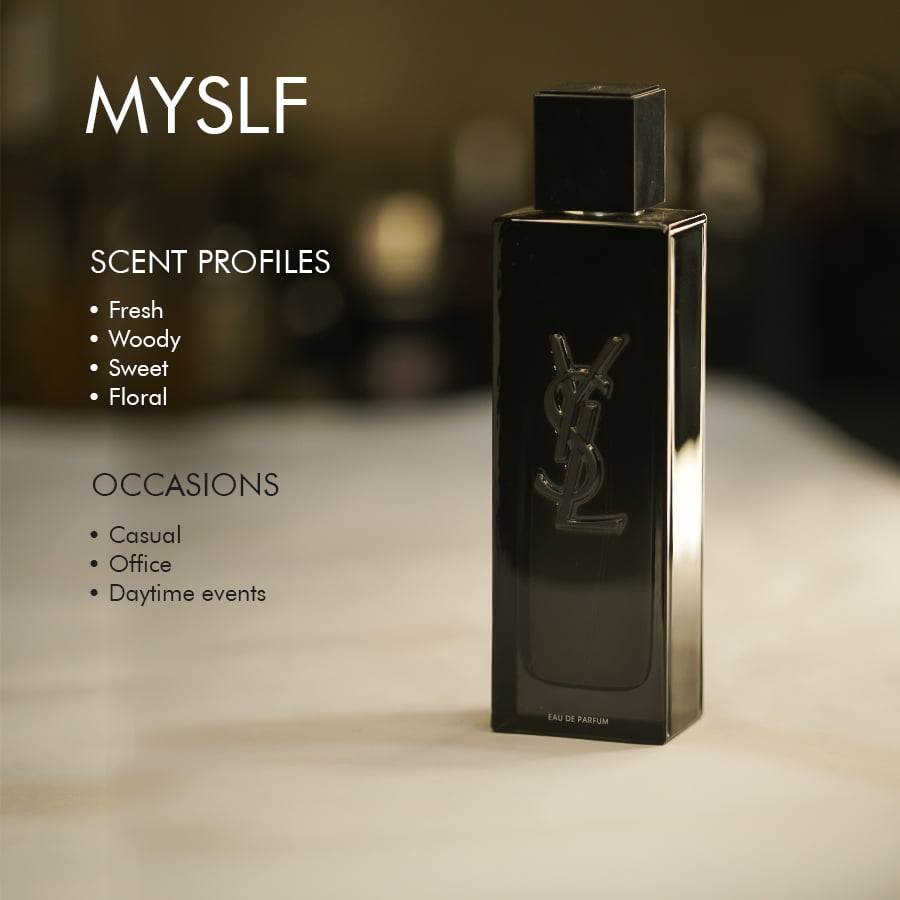 MYSLF
SCENT PROFILES
• Fresh
• Woody
• Sweet
• Floral
OCCASIONS
• Casual
• Office
• Daytime events
YSL
EAU DE PARFUM